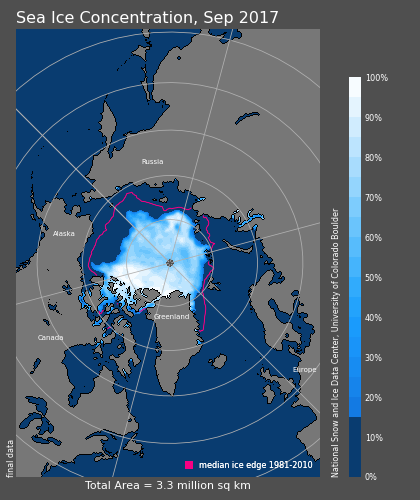 Sea Ice Concentration, Sep 2017
100%
90%
80%
70%
60%
50%
40%
30%
20%
10%
0%
Russia
Alaska
Canada
Greenland
Europe
National Snow and Ice Data Center, University of Colorado Boulder
final data
median ice edge 1981-2010
Total Area = 3.3 million sq km